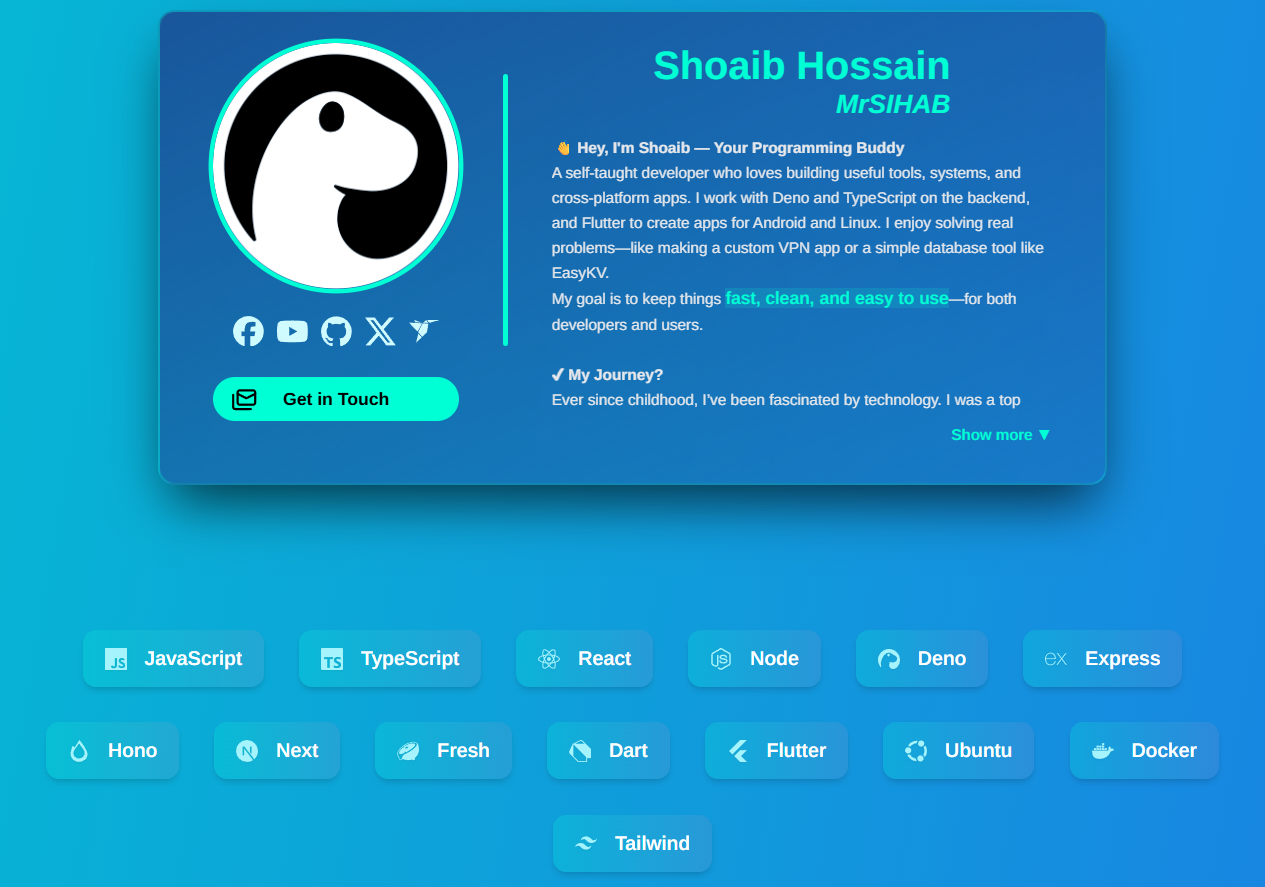 Shoaib Hossain
MrSIHAB
👋 Hey, I'm Shoaib — Your Programming Buddy
A self-taught developer who loves building useful tools, systems, and
cross-platform apps. I work with Deno and TypeScript on the backend,
and Flutter to create apps for Android and Linux. I enjoy solving real
problems—like making a custom VPN app or a simple database tool like
EasyKV.
My goal is to keep things fast, clean, and easy to use—for both
developers and users.
✔ My Journey?
Ever since childhood, I've been fascinated by technology. I was a top
Show more ▼
Get in Touch
JS JavaScript
TS TypeScript
React
JS Node
Deno
ex Express
Hono
N Next
Fresh
Dart
Flutter
Ubuntu
Docker
Tailwind